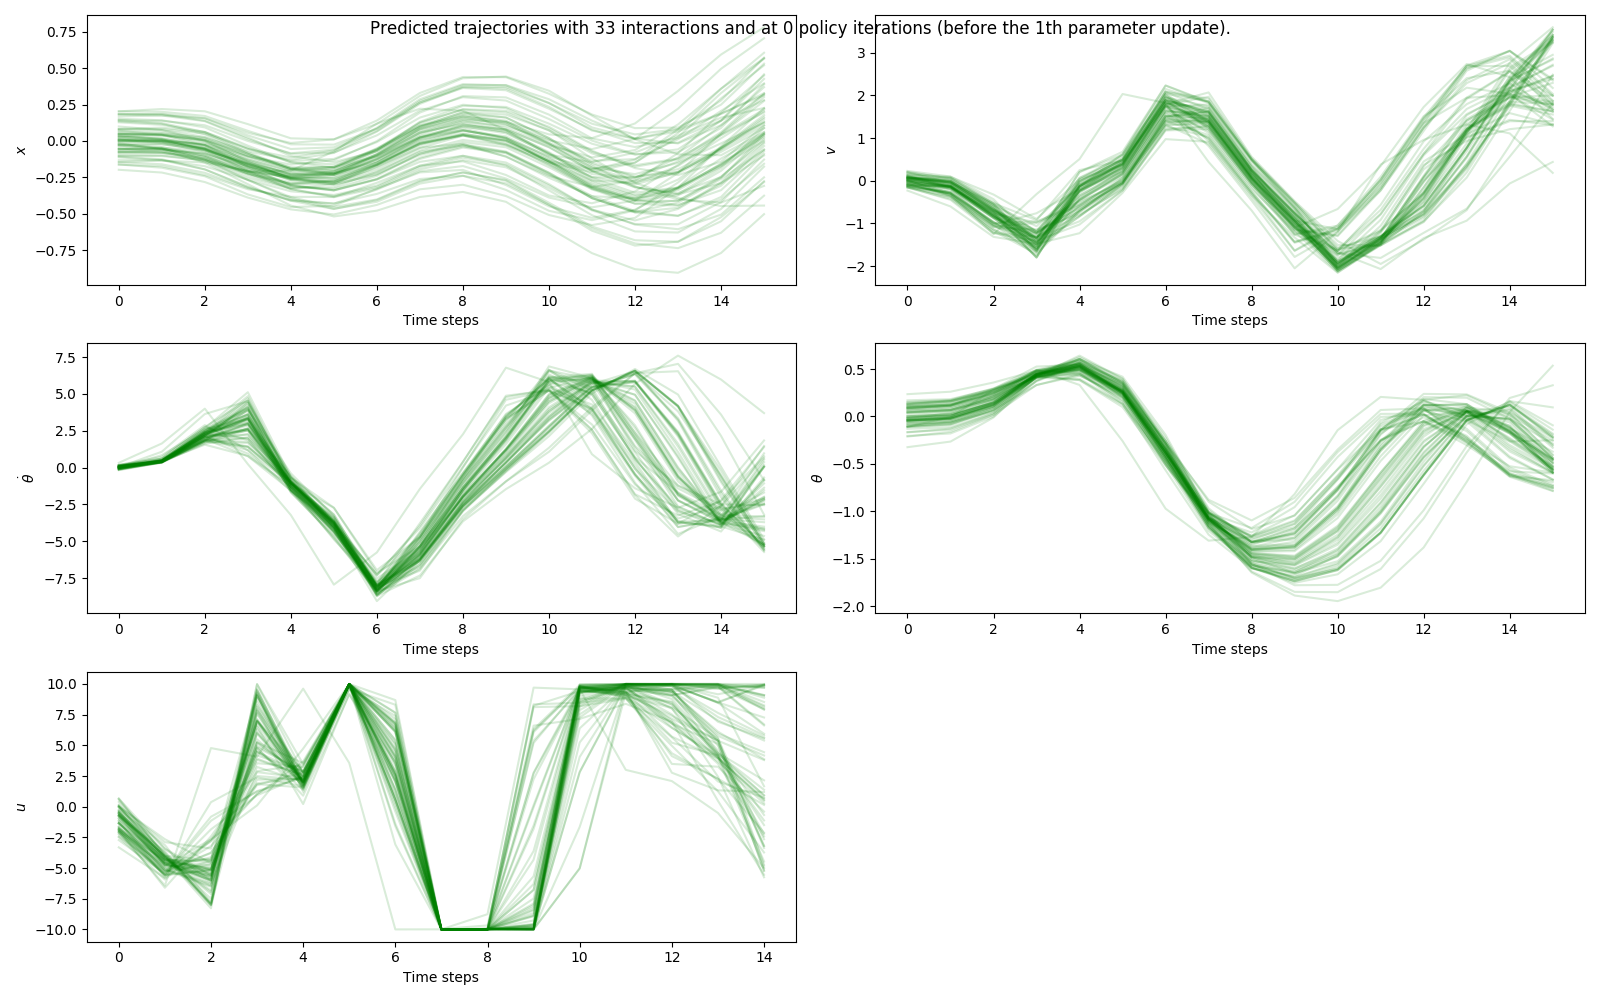 Predicted trajectories with 33 interactions and at 0 policy iterations (before the 1th parameter update).
0.75
0.50
0.25
0.00
−0.25
−0.50
−0.75
x
0 2 4 6 8 10 12 14
Time steps
3
2
1
0
−1
−2
v
0 2 4 6 8 10 12 14
Time steps
7.5
5.0
2.5
0.0
−2.5
−5.0
−7.5
θ̇
0 2 4 6 8 10 12 14
Time steps
0.5
0.0
−0.5
−1.0
−1.5
−2.0
θ
0 2 4 6 8 10 12 14
Time steps
10.0
7.5
5.0
2.5
0.0
−2.5
−5.0
−7.5
−10.0
u
0 2 4 6 8 10 12 14
Time steps